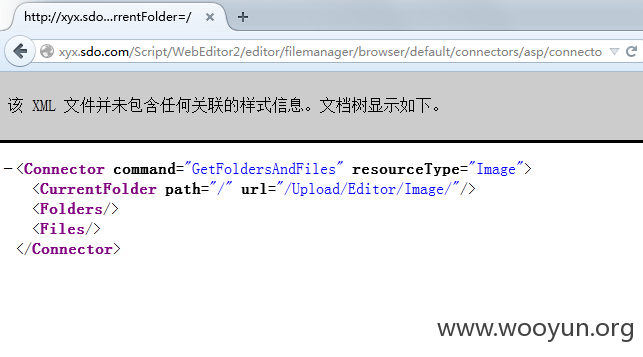 http://xyx.sdo...rrentFolder=/
xyx.sdo.com/Script/WebEditor2/editor/filemanager/browser/default/connectors/asp/connecto
该 XML 文件并未包含任何关联的样式信息。文档树显示如下。
−<Connector command="GetFoldersAndFiles" resourceType="Image">
<CurrentFolder path="/" url="/Upload/Editor/Image/"/>
<Folders/>
<Files/>
</Connector>
www.wooyun.org